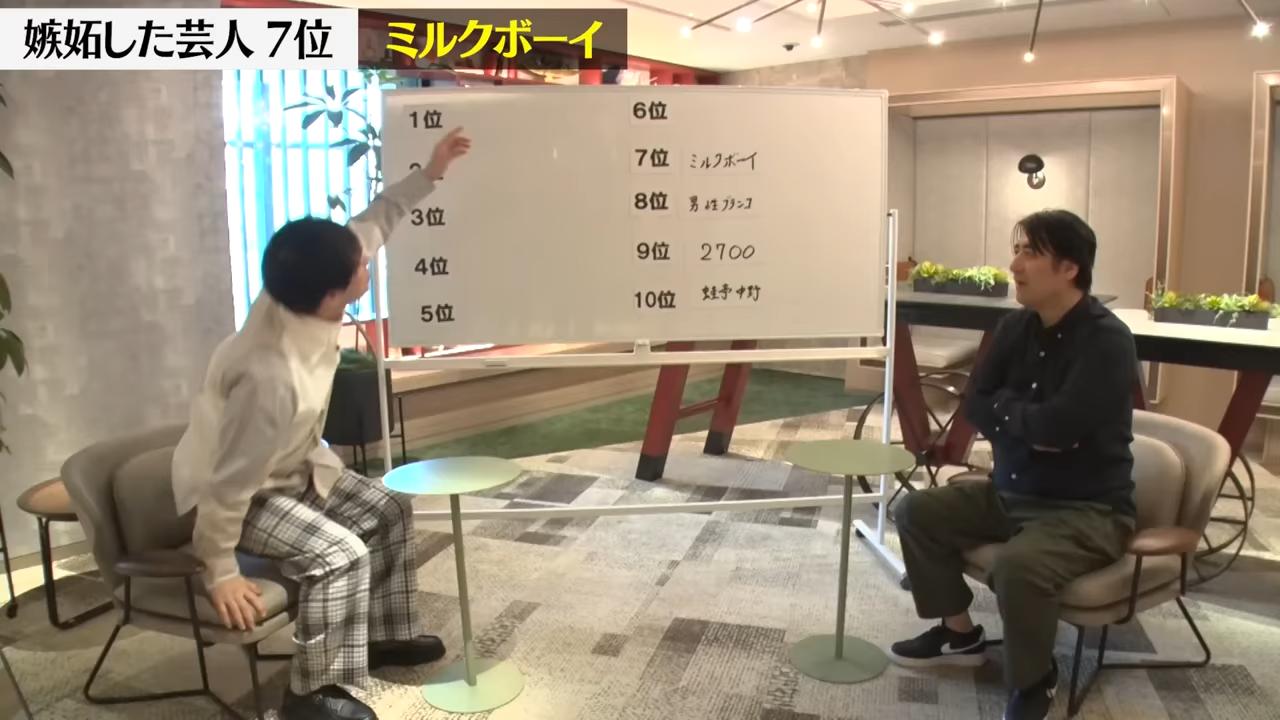 嫉妬した芸人 7位 ミルクボーイ
1位
3位
4位
5位
6位
7位 ミルクボーイ
8位 男性ブランコ
9位 2700
10位 蛙亭 中野